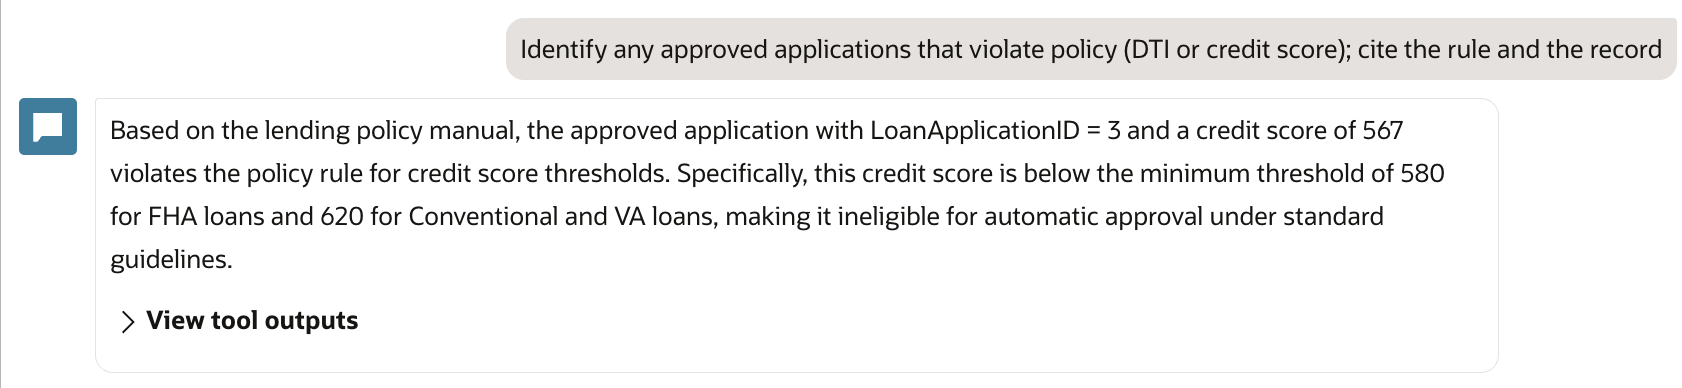 Identify any approved applications that violate policy (DTI or credit score); cite the rule and the record
Based on the lending policy manual, the approved application with LoanApplicationID = 3 and a credit score of 567
violates the policy rule for credit score thresholds. Specifically, this credit score is below the minimum threshold of 580
for FHA loans and 620 for Conventional and VA loans, making it ineligible for automatic approval under standard
guidelines.
View tool outputs